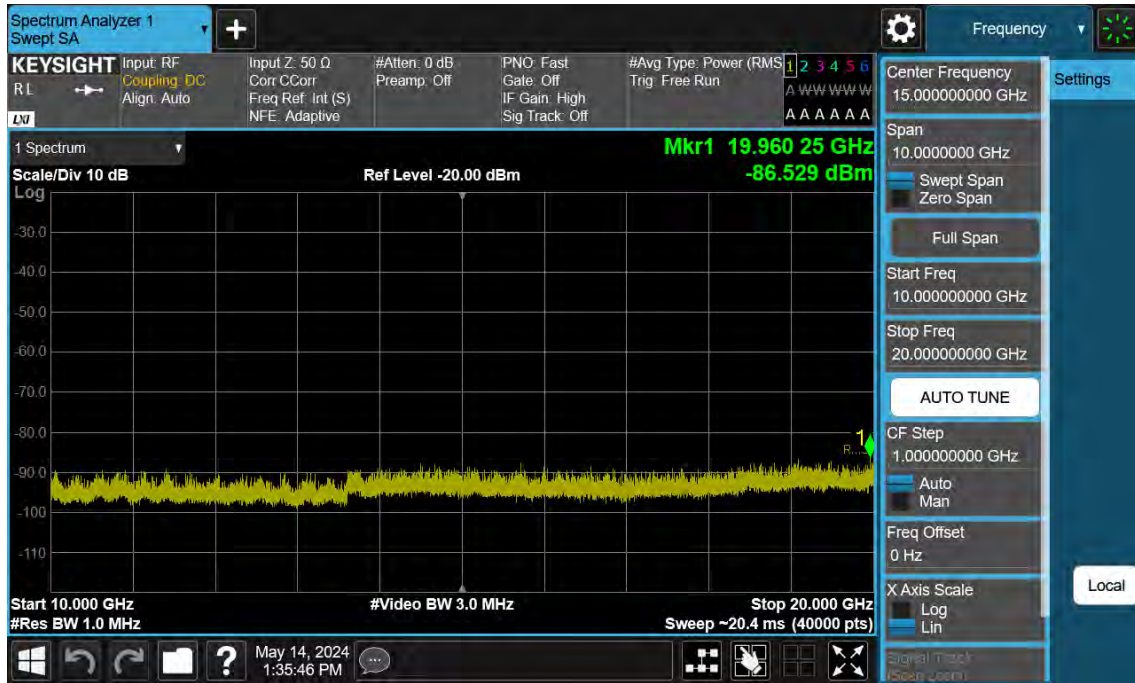 Spectrum Analyzer 1
Swept SA
+
Frequency
KEYSIGHT
RL
LXI
Input: RF
Coupling: DC
Align: Auto
Input Z: 50 Ω
Corr CCorr
Freq Ref: Int (S)
NFE: Adaptive
#Atten: 0 dB
Preamp: Off
PNO: Fast
Gate: Off
IF Gain: High
Sig Track: Off
#Avg Type: Power (RMS
Trig: Free Run
1 2 3 4 5 6
A W W W W W
A A A A A A
1 Spectrum
Scale/Div 10 dB
Ref Level -20.00 dBm
Mkr1 19.960 25 GHz
-86.529 dBm
Log
-30.0
-40.0
-50.0
-60.0
-70.0
-80.0
-90.0
-100
-110
1
R...
Start 10.000 GHz
#Video BW 3.0 MHz
Stop 20.000 GHz
#Res BW 1.0 MHz
Sweep ~20.4 ms (40000 pts)
Center Frequency
15.000000000 GHz
Span
10.0000000 GHz
Swept Span
Zero Span
Full Span
Start Freq
10.000000000 GHz
Stop Freq
20.000000000 GHz
AUTO TUNE
CF Step
1.000000000 GHz
Auto
Man
Freq Offset
0 Hz
X Axis Scale
Log
Lin
Signal Track
(Span Zoom)
Settings
Local
?
May 14, 2024
1:35:46 PM